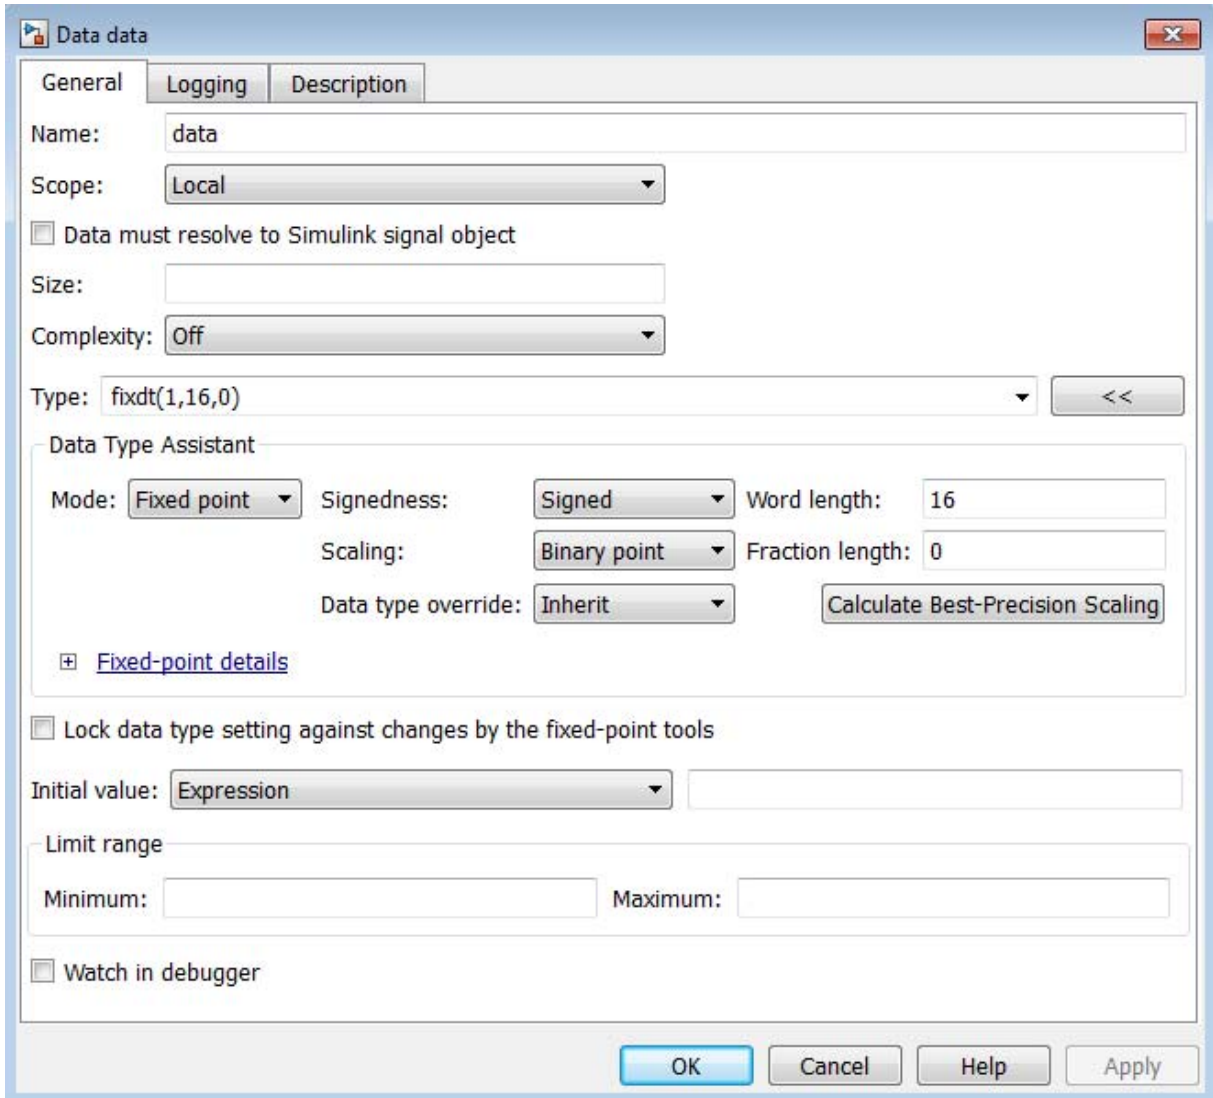 Data data
General Logging Description
Name: data
Scope: Local
Data must resolve to Simulink signal object
Size:
Complexity: Off
Type: fixdt(1,16,0) <<
Data Type Assistant
Mode: Fixed point Signedness: Signed Word length: 16
Scaling: Binary point Fraction length: 0
Data type override: Inherit Calculate Best-Precision Scaling
Fixed-point details
Lock data type setting against changes by the fixed-point tools
Initial value: Expression
Limit range
Minimum: Maximum:
Watch in debugger
OK Cancel Help Apply